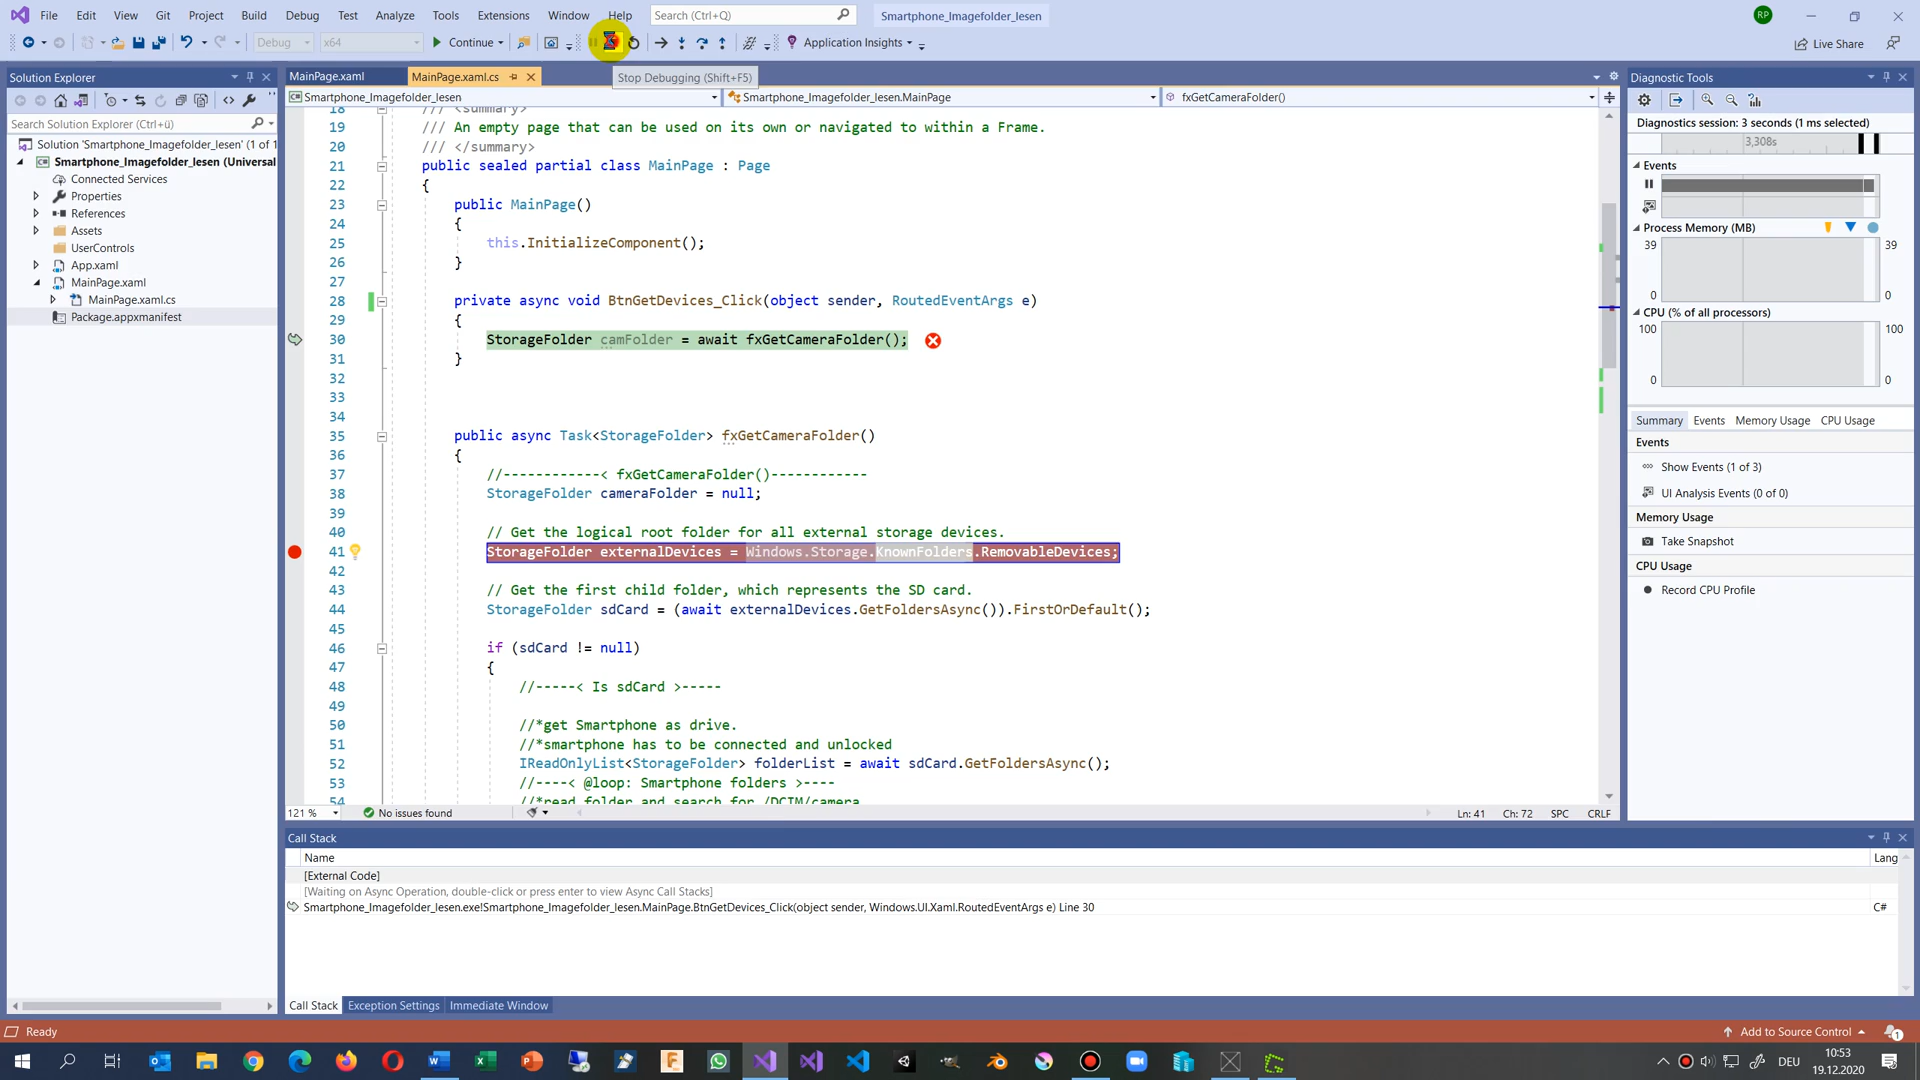 File Edit View Git Project Build Debug Test Analyze Tools Extensions Window Help Search (Ctrl+Q) Smartphone_Imagefolder_lesen RP
Debug x64 Continue Application Insights Live Share
Stop Debugging (Shift+F5)
Solution Explorer
Search Solution Explorer (Ctrl+ü)
Solution 'Smartphone_Imagefolder_lesen' (1 of 1
Smartphone_Imagefolder_lesen (Universal
Connected Services
Properties
References
Assets
UserControls
App.xaml
MainPage.xaml
MainPage.xaml.cs
Package.appxmanifest
MainPage.xaml MainPage.xaml.cs
Smartphone_Imagefolder_lesen Smartphone_Imagefolder_lesen.MainPage fxGetCameraFolder()
18 /// <summary>
19 /// An empty page that can be used on its own or navigated to within a Frame.
20 /// </summary>
21 public sealed partial class MainPage : Page
22 {
23 public MainPage()
24 {
25 this.InitializeComponent();
26 }
27
28 private async void BtnGetDevices_Click(object sender, RoutedEventArgs e)
29 {
30 StorageFolder camFolder = await fxGetCameraFolder();
31 }
32
33
34
35 public async Task<StorageFolder> fxGetCameraFolder()
36 {
37 //------------< fxGetCameraFolder()------------
38 StorageFolder cameraFolder = null;
39
40 // Get the logical root folder for all external storage devices.
41 StorageFolder externalDevices = Windows.Storage.KnownFolders.RemovableDevices;
42
43 // Get the first child folder, which represents the SD card.
44 StorageFolder sdCard = (await externalDevices.GetFoldersAsync()).FirstOrDefault();
45
46 if (sdCard != null)
47 {
48 //-----< Is sdCard >-----
49
50 //*get Smartphone as drive.
51 //*smartphone has to be connected and unlocked
52 IReadOnlyList<StorageFolder> folderList = await sdCard.GetFoldersAsync();
53 //----< @loop: Smartphone folders >----
54 //*read folder and search for /DCIM/camera
121 % No issues found Ln: 41 Ch: 72 SPC CRLF
Call Stack
Name Lang
[External Code]
[Waiting on Async Operation, double-click or press enter to view Async Call Stacks]
Smartphone_Imagefolder_lesen.exe!Smartphone_Imagefolder_lesen.MainPage.BtnGetDevices_Click(object sender, Windows.UI.Xaml.RoutedEventArgs e) Line 30 C#
Call Stack Exception Settings Immediate Window
Diagnostic Tools
Diagnostics session: 3 seconds (1 ms selected)
3,308s
Events
Process Memory (MB)
39 39
0 0
CPU (% of all processors)
100 100
0 0
Summary Events Memory Usage CPU Usage
Events
Show Events (1 of 3)
UI Analysis Events (0 of 0)
Memory Usage
Take Snapshot
CPU Usage
Record CPU Profile
Ready Add to Source Control 1
DEU 10:53
19.12.2020